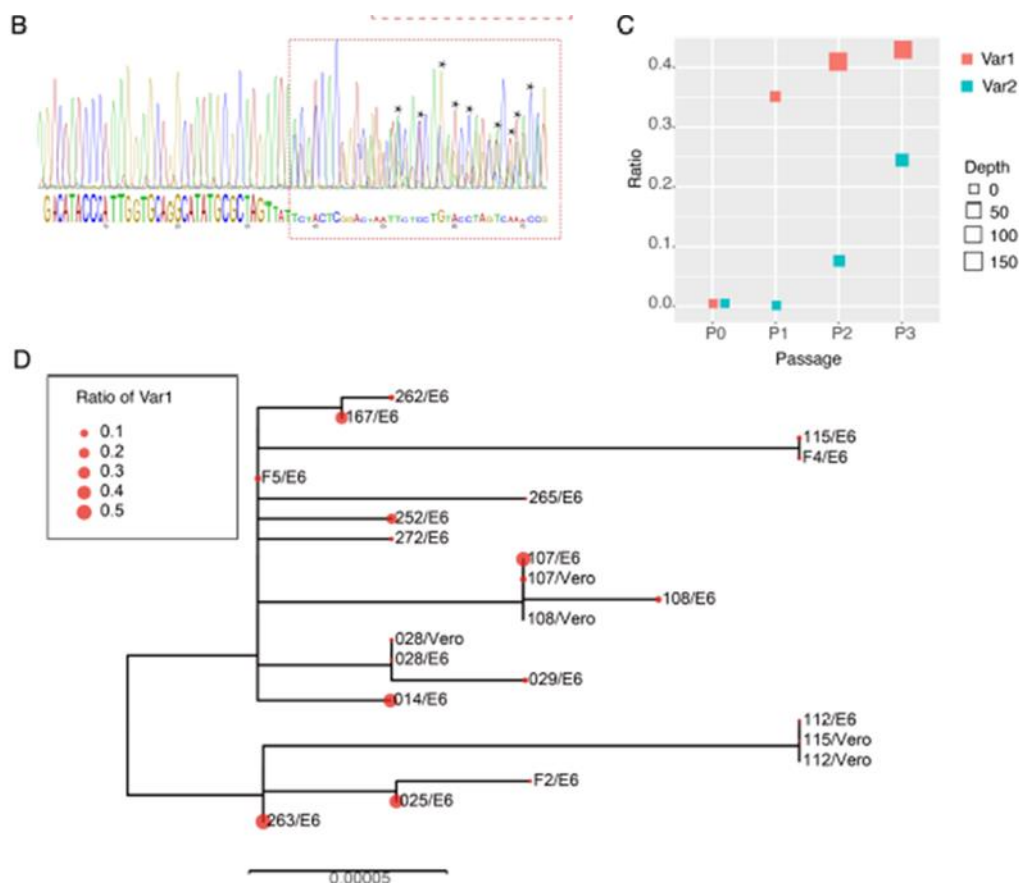 B
* * * * * * * * *
GACATACCCATTGGTGCAGGCATATGCGCTAGTTAT
C
Ratio
0.4
0.3
0.2
0.1
0.0
P0 P1 P2 P3
Passage
Var1
Var2
Depth
0
50
100
150
D
Ratio of Var1
0.1
0.2
0.3
0.4
0.5
262/E6
167/E6
115/E6
F4/E6
F5/E6
265/E6
252/E6
272/E6
107/E6
107/Vero
108/E6
108/Vero
028/Vero
028/E6
029/E6
014/E6
112/E6
115/Vero
112/Vero
F2/E6
025/E6
263/E6
0.00005